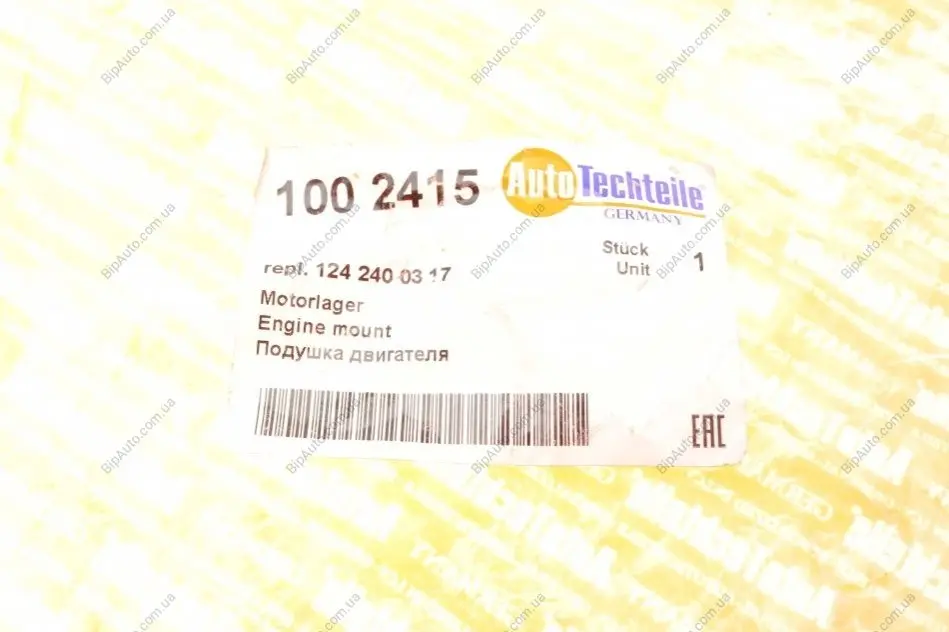 100 2415
AutoTechteile
GERMANY
repl. 124 240 03 17
Stück
Unit
1
Motorlager
Engine mount
Подушка двигателя
EAC
BipAuto.com.ua